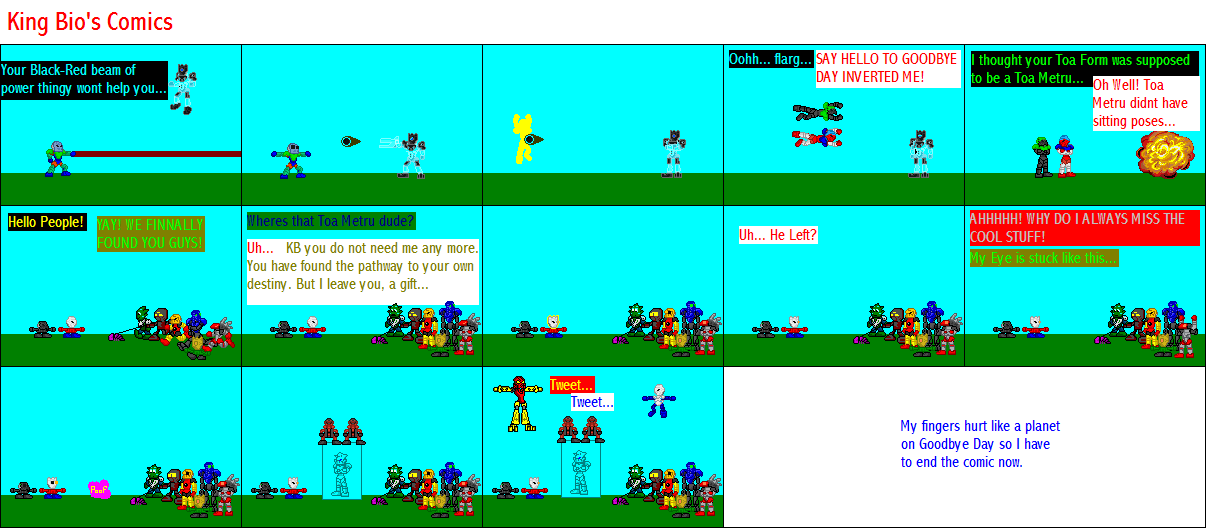 King Bio's Comics
Your Black-Red beam of
power thingy wont help you...
Oohh... flarg...
SAY HELLO TO GOODBYE
DAY INVERTED ME!
I thought your Toa Form was supposed
to be a Toa Metru...
Oh Well! Toa
Metru didnt have
sitting poses...
Hello People!
YAY! WE FINNALLY
FOUND YOU GUYS!
Wheres that Toa Metru dude?
Uh... KB you do not need me any more.
You have found the pathway to your own
destiny. But I leave you, a gift...
Uh... He Left?
AHHHHH! WHY DO I ALWAYS MISS THE
COOL STUFF!
My Eye is stuck like this...
Tweet...
Tweet...
My fingers hurt like a planet
on Goodbye Day so I have
to end the comic now.